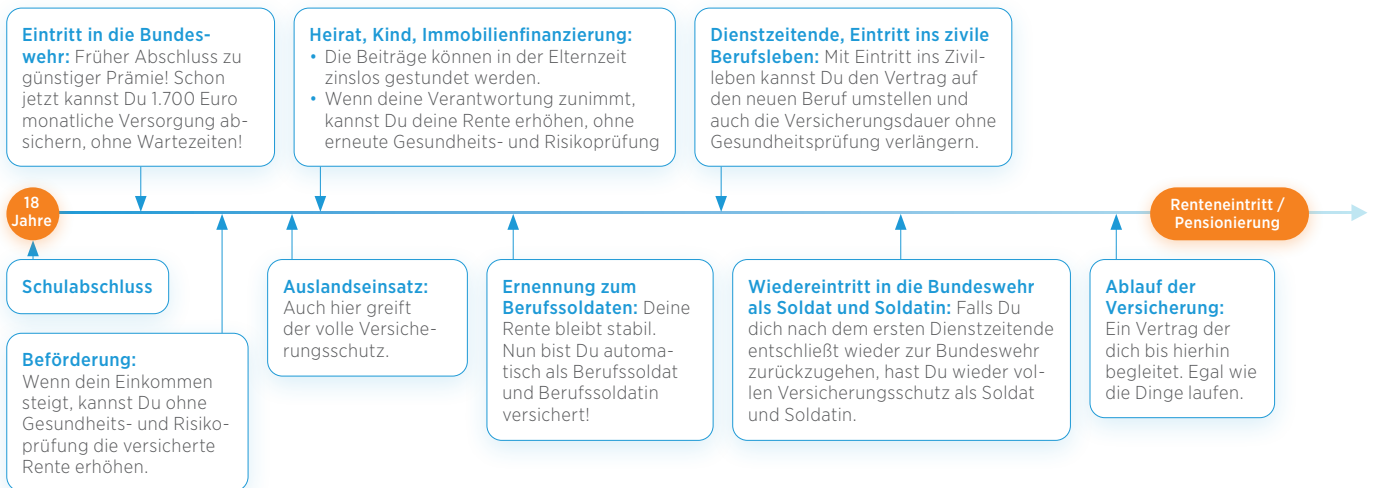 Eintritt in die Bundes-
wehr: Früher Abschluss zu
günstiger Prämie! Schon
jetzt kannst Du 1.700 Euro
monatliche Versorgung ab-
sichern, ohne Wartezeiten!
Heirat, Kind, Immobilienfinanzierung:
• Die Beiträge können in der Elternzeit
zinslos gestundet werden.
• Wenn deine Verantwortung zunimmt,
kannst Du deine Rente erhöhen, ohne
erneute Gesundheits- und Risikoprüfung
Dienstzeitende, Eintritt ins zivile
Berufsleben: Mit Eintritt ins Zivil-
leben kannst Du den Vertrag auf
den neuen Beruf umstellen und
auch die Versicherungsdauer ohne
Gesundheitsprüfung verlängern.
18
Jahre
Renteneintritt /
Pensionierung
Schulabschluss
Beförderung:
Wenn dein Einkommen
steigt, kannst Du ohne
Gesundheits- und Risiko-
prüfung die versicherte
Rente erhöhen.
Auslandseinsatz:
Auch hier greift
der volle Versiche-
rungsschutz.
Ernennung zum
Berufssoldaten: Deine
Rente bleibt stabil.
Nun bist Du automa-
tisch als Berufssoldat
und Berufssoldatin
versichert!
Wiedereintritt in die Bundeswehr
als Soldat und Soldatin: Falls Du
dich nach dem ersten Dienstzeitende
entschließt wieder zur Bundeswehr
zurückzugehen, hast Du wieder vol-
len Versicherungsschutz als Soldat
und Soldatin.
Ablauf der
Versicherung:
Ein Vertrag der
dich bis hierhin
begleitet. Egal wie
die Dinge laufen.